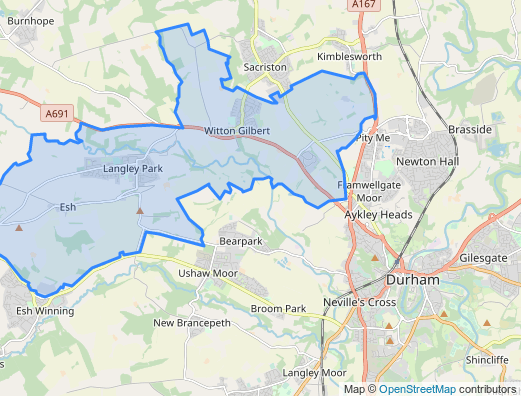 Burnhope
A167
Kimblesworth
Sacriston
A691
Witton Gilbert
Pity Me
Brasside
Newton Hall
Langley Park
Framwellgate
Moor
Esh
Aykley Heads
Bearpark
Gilesgate
Ushaw Moor
Durham
Neville's Cross
Esh Winning
Broom Park
New Brancepeth
Shincliffe
Langley Moor
Map © OpenStreetMap contributors